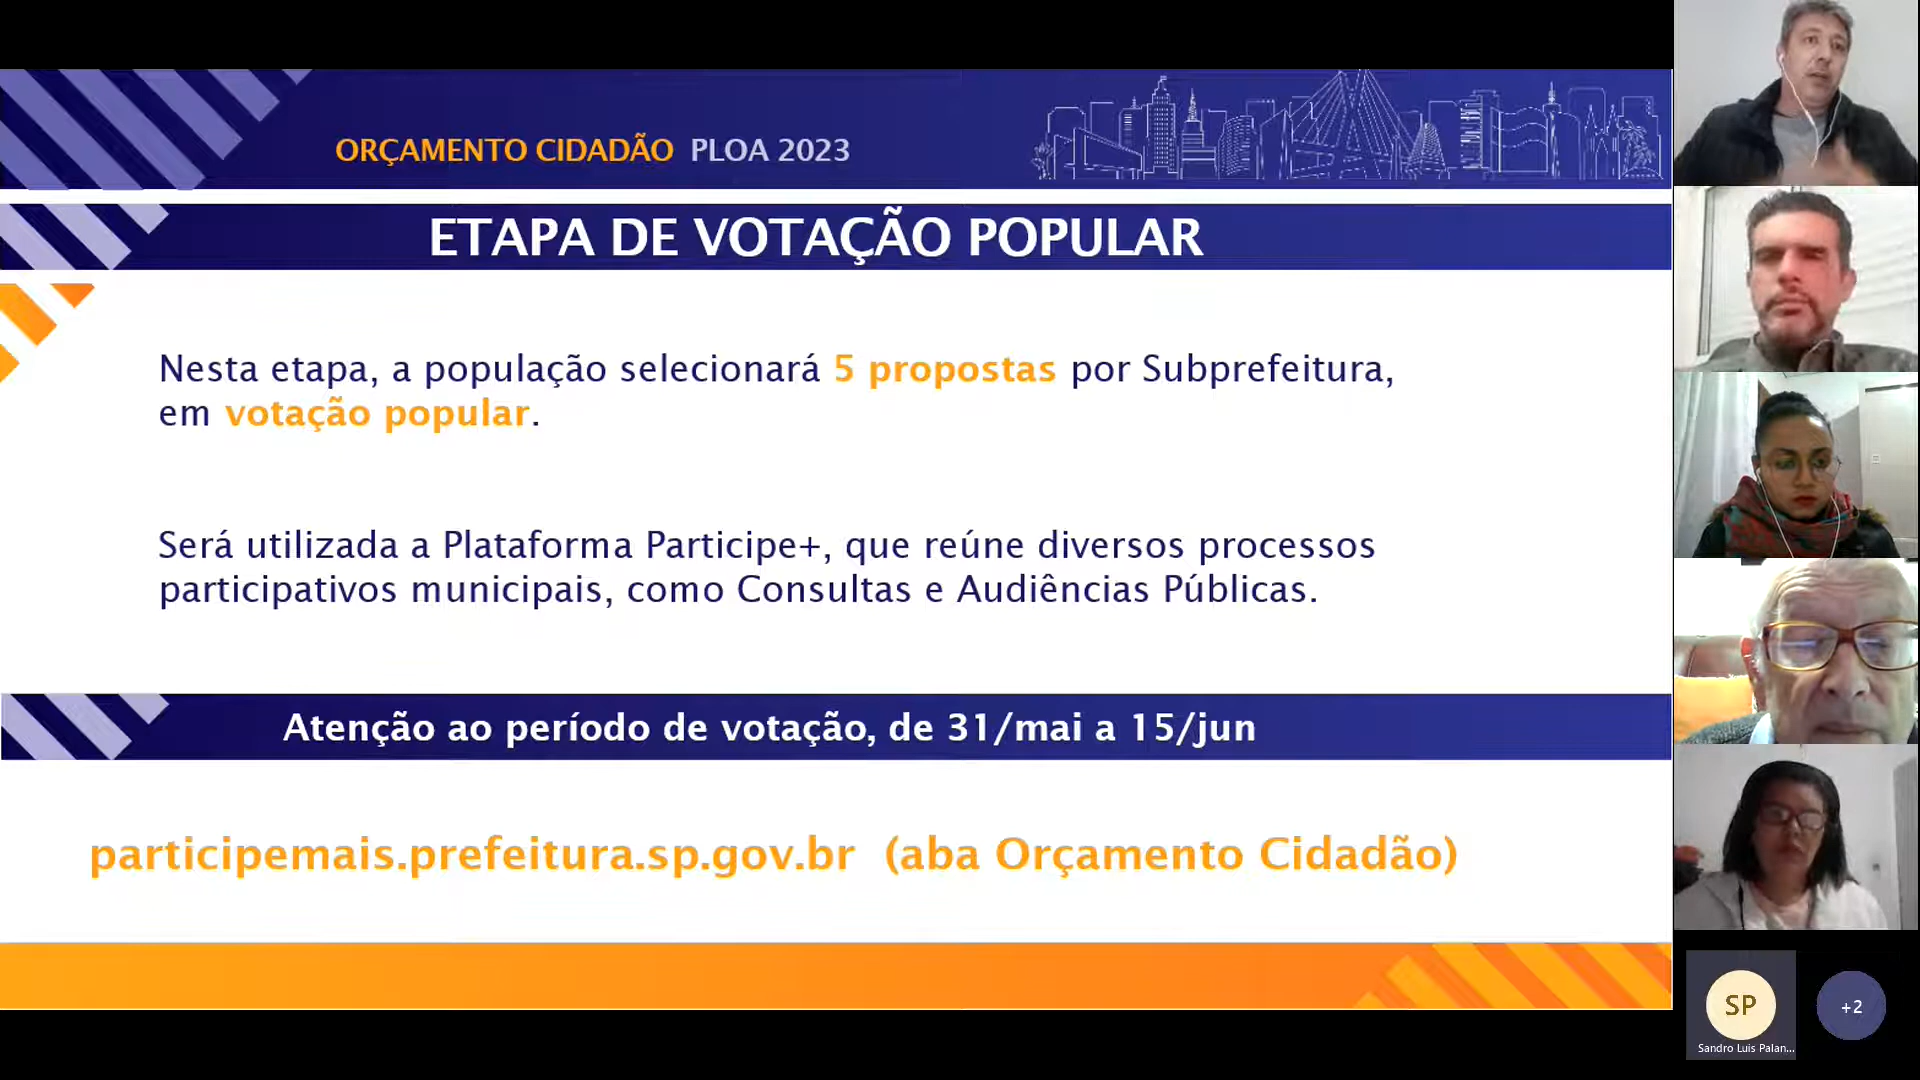 ORÇAMENTO CIDADÃO PLOA 2023
ETAPA DE VOTAÇÃO POPULAR
Nesta etapa, a população selecionará 5 propostas por Subprefeitura,
em votação popular.
Será utilizada a Plataforma Participe+, que reúne diversos processos
participativos municipais, como Consultas e Audiências Públicas.
Atenção ao período de votação, de 31/mai a 15/jun
participemais.prefeitura.sp.gov.br (aba Orçamento Cidadão)
SP
+2
Sandro Luis Palan...